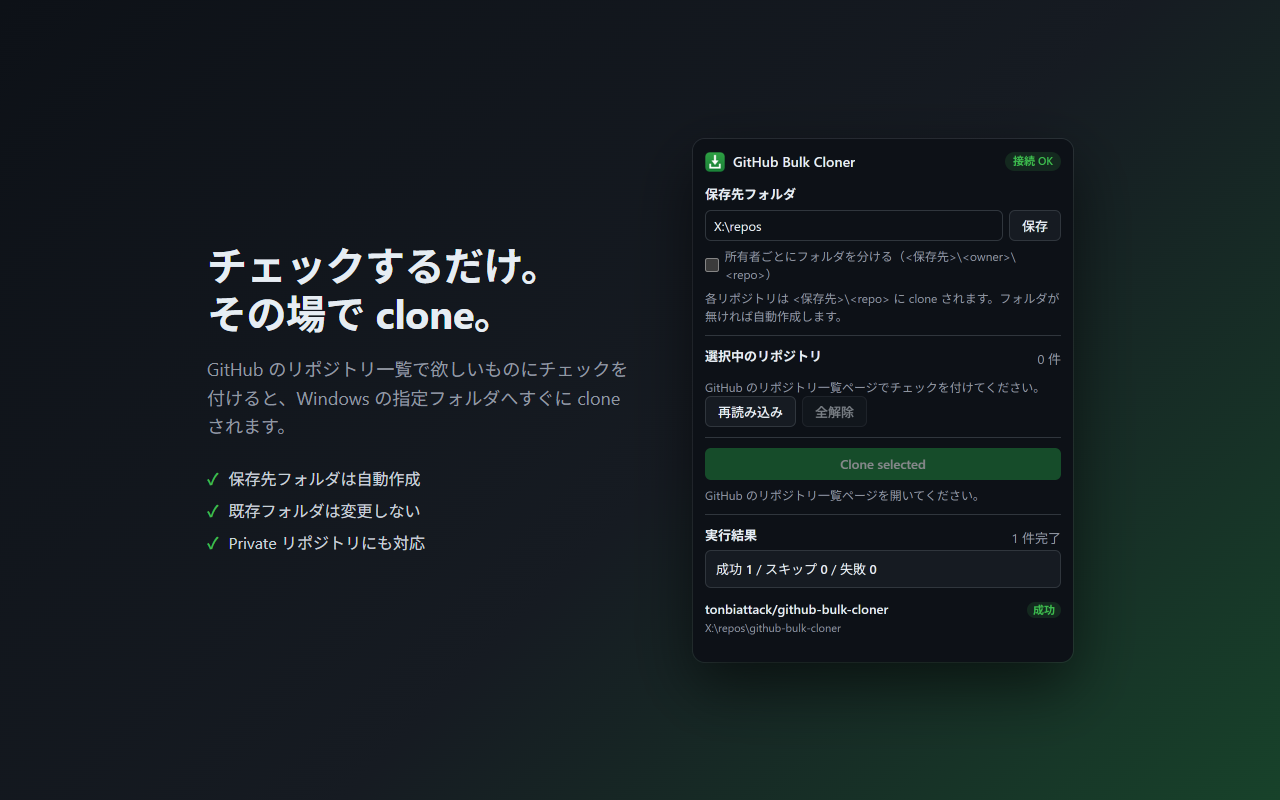 チェックするだけ。
その場で clone。
GitHub のリポジトリ一覧で欲しいものにチェックを
付けると、Windows の指定フォルダへすぐに clone
されます。
✓ 保存先フォルダは自動作成
✓ 既存フォルダは変更しない
✓ Private リポジトリにも対応
GitHub Bulk Cloner
接続 OK
保存先フォルダ
X:\repos
保存
所有者ごとにフォルダを分ける（<保存先>\<owner>\
<repo>）
各リポジトリは <保存先>\<repo> に clone されます。フォルダが
無ければ自動作成します。
選択中のリポジトリ
0 件
GitHub のリポジトリ一覧ページでチェックを付けてください。
再読み込み
全解除
Clone selected
GitHub のリポジトリ一覧ページを開いてください。
実行結果
1 件完了
成功 1 / スキップ 0 / 失敗 0
tonbiattack/github-bulk-cloner
成功
X:\repos\github-bulk-cloner